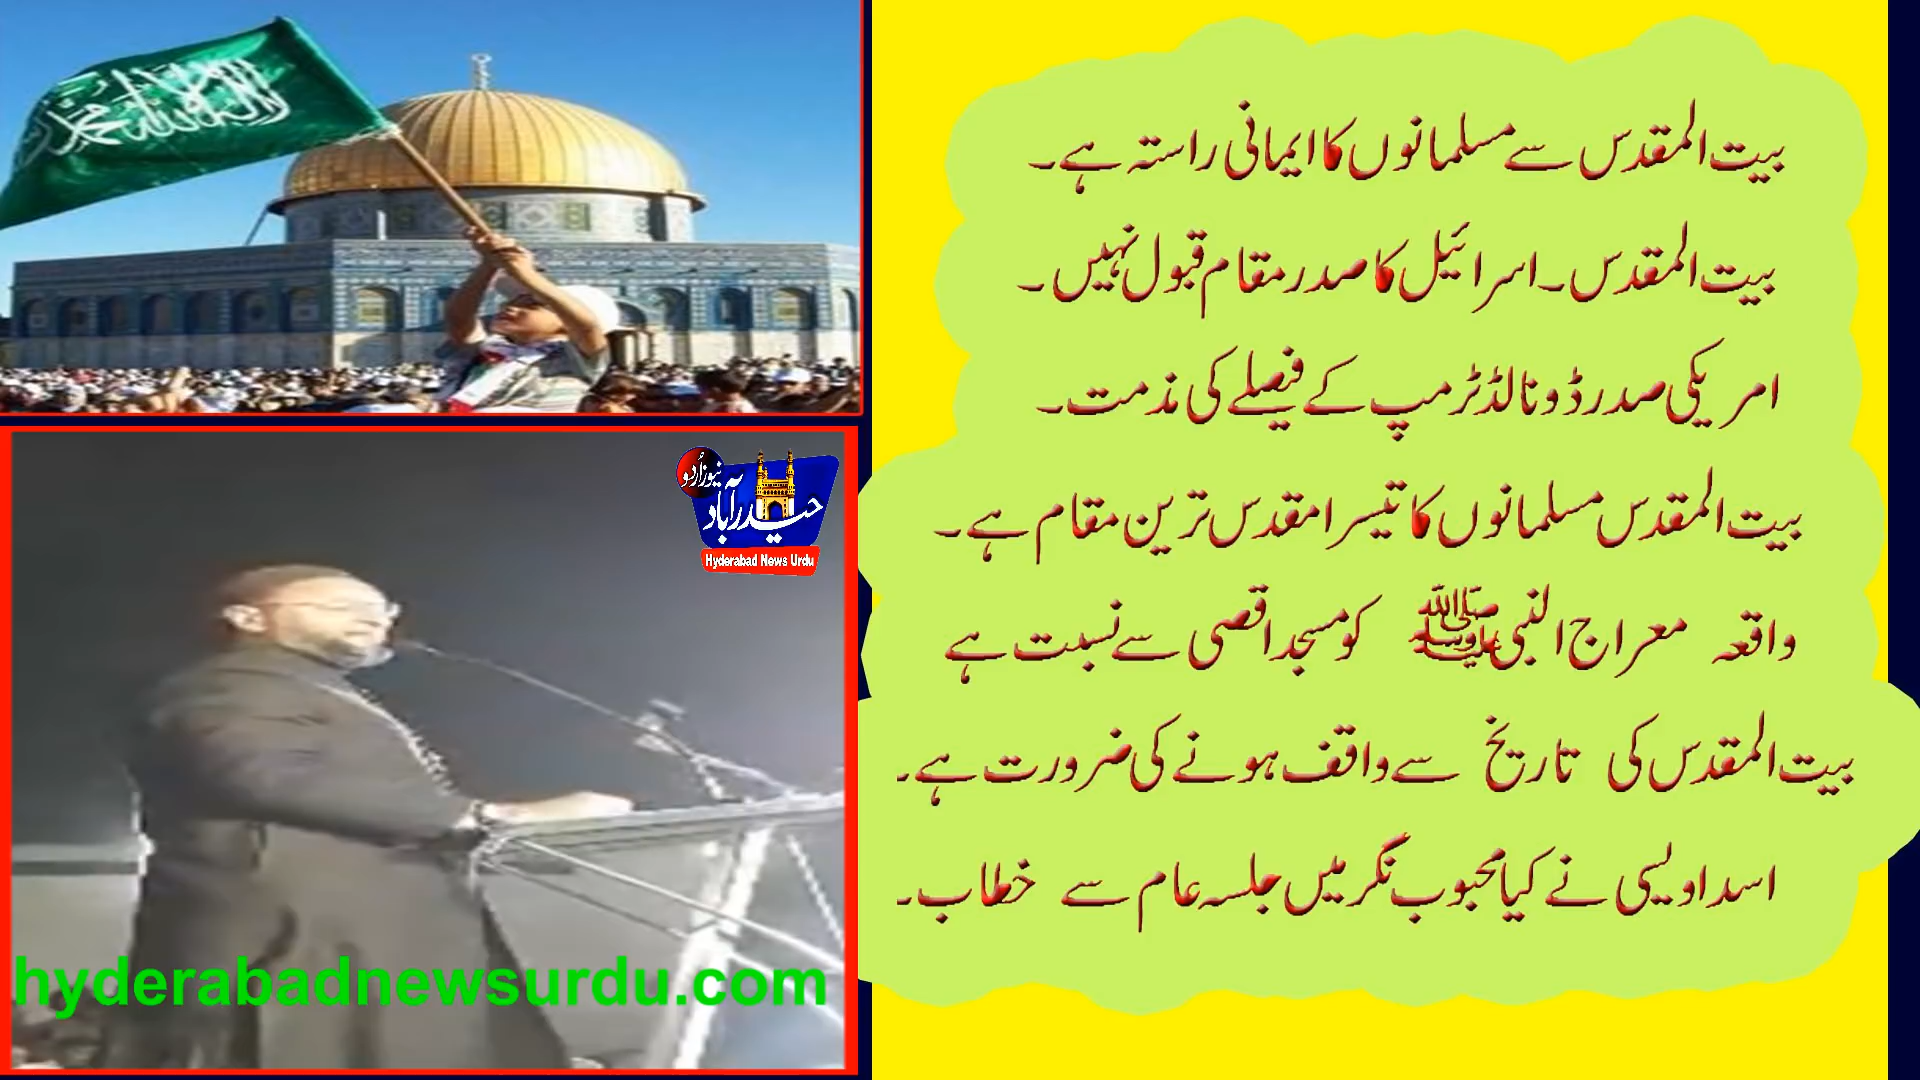 بیت المقدس سے مسلمانوں کا ایمانی راستہ ہے۔
بیت المقدس۔اسرائیل کا صدر مقام قبول نہیں۔
امریکی صدر ڈونالڈ ٹرمپ کے فیصلے کی مذمت۔
بیت المقدس مسلمانوں کا تیسرا مقدس ترین مقام ہے۔
واقعہ معراج النبی ﷺ کو مسجد اقصی سے نسبت ہے
بیت المقدس کی تاریخ سے واقف ہونے کی ضرورت ہے۔
اسد اویسی نے کیا محبوب نگر میں جلسہ عام سے خطاب۔
نیوز اُردو
حیدرآباد
Hyderabad News Urdu
hyderabadnewsurdu.com